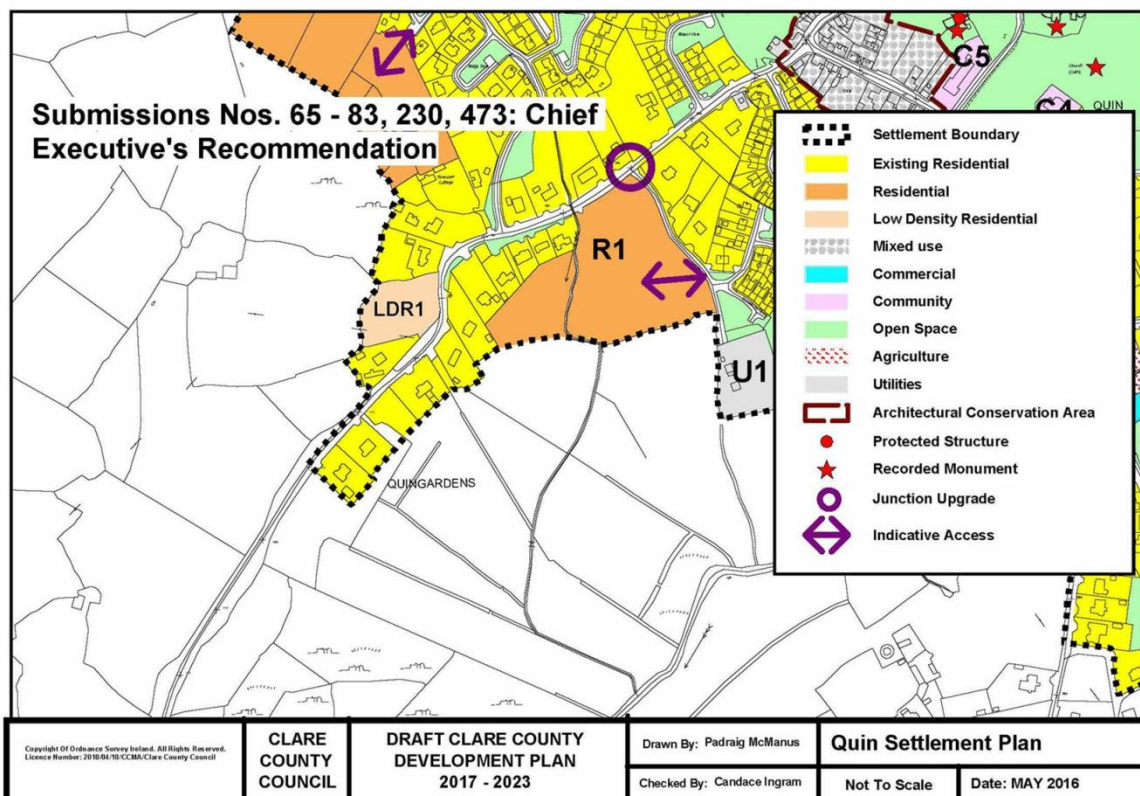 Submissions Nos. 65 - 83, 230, 473: Chief
Executive's Recommendation
C5
QUIN
R1
LDR1
U1
QUINGARDENS
Settlement Boundary
Existing Residential
Residential
Low Density Residential
Mixed use
Commercial
Community
Open Space
Agriculture
Utilities
Architectural Conservation Area
Protected Structure
Recorded Monument
Junction Upgrade
Indicative Access
Copyright Of Ordnance Survey Ireland. All Rights Reserved.
Licence Number: 2010/04/10/CCMA/Clare County Council
CLARE
COUNTY
COUNCIL
DRAFT CLARE COUNTY
DEVELOPMENT PLAN
2017 - 2023
Drawn By: Padraig McManus
Checked By: Candace Ingram
Quin Settlement Plan
Not To Scale
Date: MAY 2016